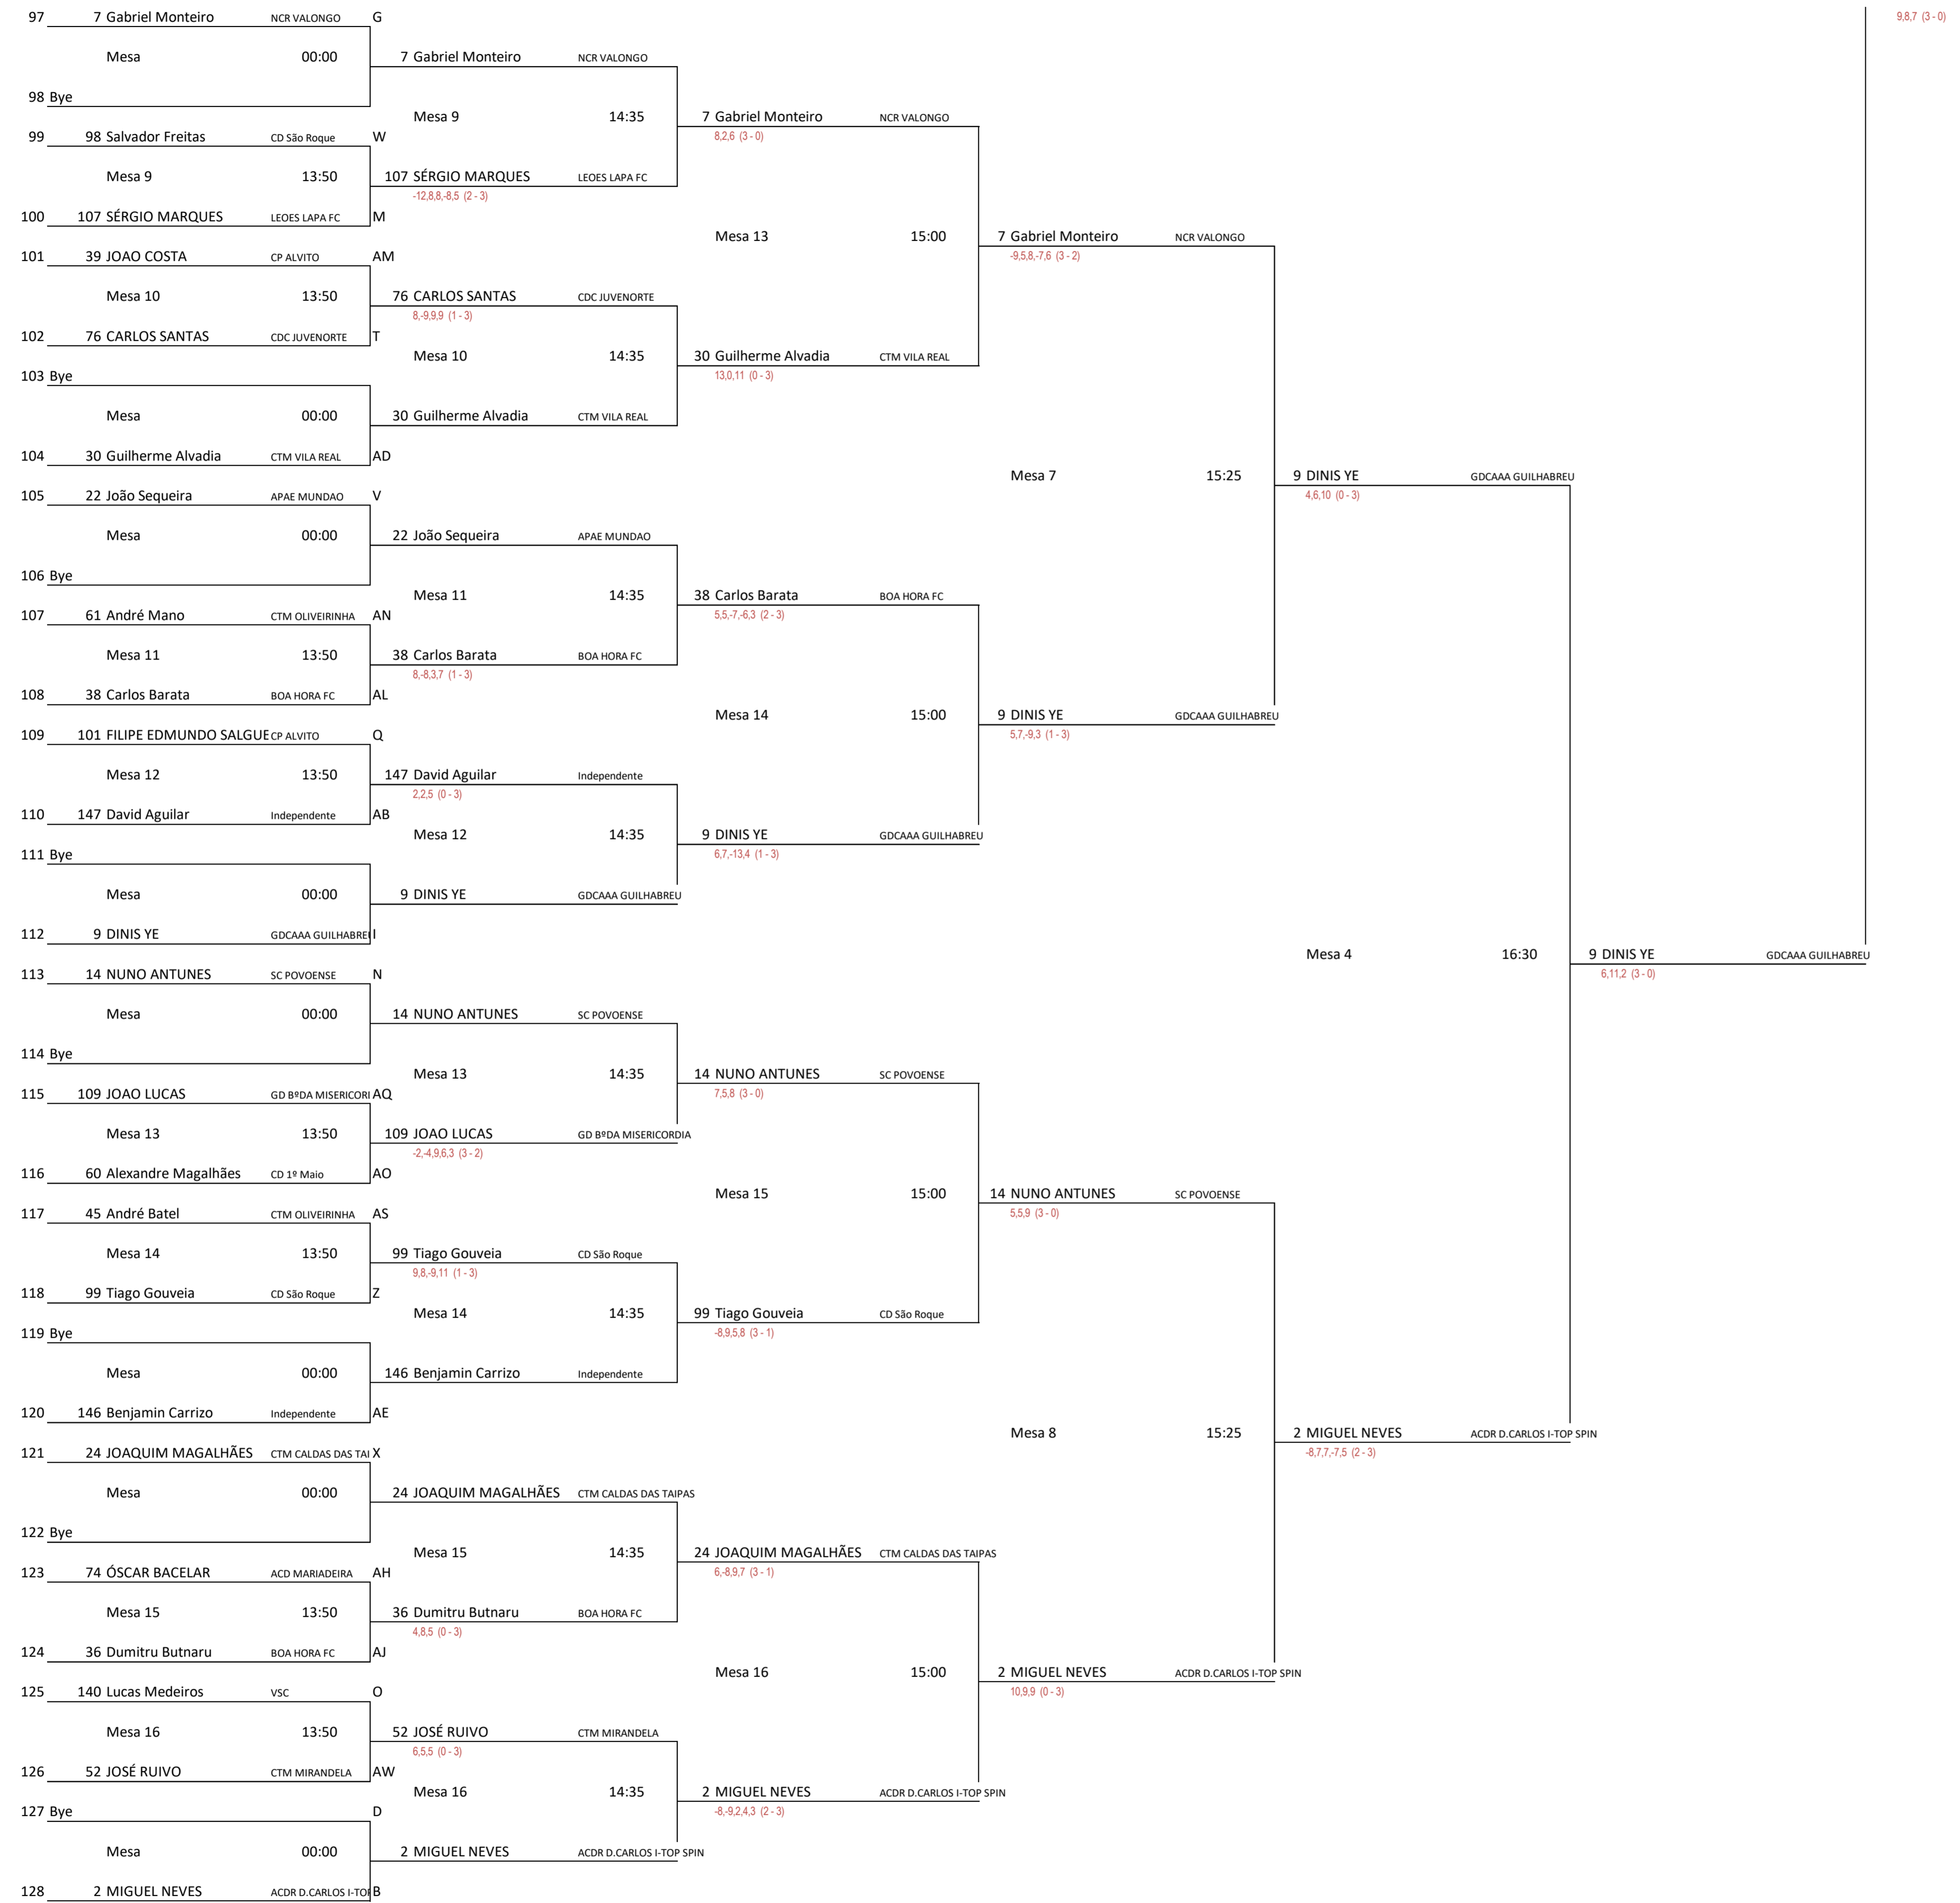 97 7 Gabriel Monteiro NCR VALONGO G 9,8,7 (3 - 0)
Mesa 00:00 7 Gabriel Monteiro NCR VALONGO
98 Bye
Mesa 9 14:35 7 Gabriel Monteiro NCR VALONGO
99 98 Salvador Freitas CD São Roque W 8,2,6 (3 - 0)
Mesa 9 13:50 107 SÉRGIO MARQUES LEOES LAPA FC
-12,8,8,-8,5 (2 - 3)
100 107 SÉRGIO MARQUES LEOES LAPA FC M
Mesa 13 15:00 7 Gabriel Monteiro NCR VALONGO
101 39 JOAO COSTA CP ALVITO AM -9,5,8,-7,6 (3 - 2)
Mesa 10 13:50 76 CARLOS SANTAS CDC JUVENORTE
8,-9,9,9 (1 - 3)
102 76 CARLOS SANTAS CDC JUVENORTE T
Mesa 10 14:35 30 Guilherme Alvadia CTM VILA REAL
103 Bye 13,0,11 (0 - 3)
Mesa 00:00 30 Guilherme Alvadia CTM VILA REAL
104 30 Guilherme Alvadia CTM VILA REAL AD
Mesa 7 15:25 9 DINIS YE GDCAAA GUILHABREU
105 22 João Sequeira APAE MUNDAO V 4,6,10 (0 - 3)
Mesa 00:00 22 João Sequeira APAE MUNDAO
106 Bye
Mesa 11 14:35 38 Carlos Barata BOA HORA FC
107 61 André Mano CTM OLIVEIRINHA AN 5,5,-7,-6,3 (2 - 3)
Mesa 11 13:50 38 Carlos Barata BOA HORA FC
8,-8,3,7 (1 - 3)
108 38 Carlos Barata BOA HORA FC AL
Mesa 14 15:00 9 DINIS YE GDCAAA GUILHABREU
109 101 FILIPE EDMUNDO SALGUE CP ALVITO Q 5,7,-9,3 (1 - 3)
Mesa 12 13:50 147 David Aguilar Independente
2,2,5 (0 - 3)
110 147 David Aguilar Independente AB
Mesa 12 14:35 9 DINIS YE GDCAAA GUILHABREU
111 Bye 6,7,-13,4 (1 - 3)
Mesa 00:00 9 DINIS YE GDCAAA GUILHABREU
112 9 DINIS YE GDCAAA GUILHABREU I
Mesa 4 16:30 9 DINIS YE GDCAAA GUILHABREU
113 14 NUNO ANTUNES SC POVOENSE N 6,11,2 (3 - 0)
Mesa 00:00 14 NUNO ANTUNES SC POVOENSE
114 Bye
Mesa 13 14:35 14 NUNO ANTUNES SC POVOENSE
115 109 JOAO LUCAS GD BºDA MISERICORI AQ 7,5,8 (3 - 0)
Mesa 13 13:50 109 JOAO LUCAS GD BºDA MISERICORDIA
-2,-4,9,6,3 (3 - 2)
116 60 Alexandre Magalhães CD 1º Maio AO
Mesa 15 15:00 14 NUNO ANTUNES SC POVOENSE
117 45 André Batel CTM OLIVEIRINHA AS 5,5,9 (3 - 0)
Mesa 14 13:50 99 Tiago Gouveia CD São Roque
9,8,-9,11 (1 - 3)
118 99 Tiago Gouveia CD São Roque Z
Mesa 14 14:35 99 Tiago Gouveia CD São Roque
119 Bye -8,9,5,8 (3 - 1)
Mesa 00:00 146 Benjamin Carrizo Independente
120 146 Benjamin Carrizo Independente AE
Mesa 8 15:25 2 MIGUEL NEVES ACDR D.CARLOS I-TOP SPIN
121 24 JOAQUIM MAGALHÃES CTM CALDAS DAS TAI X -8,7,7,-7,5 (2 - 3)
Mesa 00:00 24 JOAQUIM MAGALHÃES CTM CALDAS DAS TAIPAS
122 Bye
Mesa 15 14:35 24 JOAQUIM MAGALHÃES CTM CALDAS DAS TAIPAS
123 74 ÓSCAR BACELAR ACD MARIADEIRA AH 6,-8,9,7 (3 - 1)
Mesa 15 13:50 36 Dumitru Butnaru BOA HORA FC
4,8,5 (0 - 3)
124 36 Dumitru Butnaru BOA HORA FC AJ
Mesa 16 15:00 2 MIGUEL NEVES ACDR D.CARLOS I-TOP SPIN
125 140 Lucas Medeiros VSC O 10,9,9 (0 - 3)
Mesa 16 13:50 52 JOSÉ RUIVO CTM MIRANDELA
6,5,5 (0 - 3)
126 52 JOSÉ RUIVO CTM MIRANDELA AW
Mesa 16 14:35 2 MIGUEL NEVES ACDR D.CARLOS I-TOP SPIN
127 Bye D -8,-9,2,4,3 (2 - 3)
Mesa 00:00 2 MIGUEL NEVES ACDR D.CARLOS I-TOP SPIN
128 2 MIGUEL NEVES ACDR D.CARLOS I-TOP B